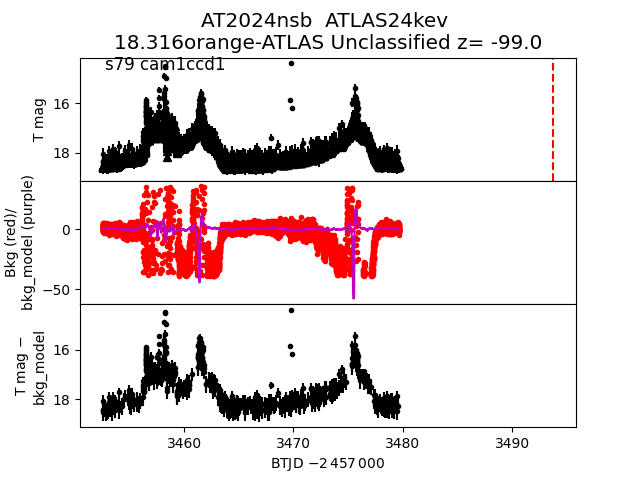 AT2024nsb  ATLAS24kev
18.316orange-ATLAS Unclassified z= -99.0
s79 cam1ccd1
T mag
16
18
Bkg (red)/
bkg_model (purple)
0
−50
T mag −
bkg_model
16
18
3460
3470
3480
3490
BTJD −2 457 000